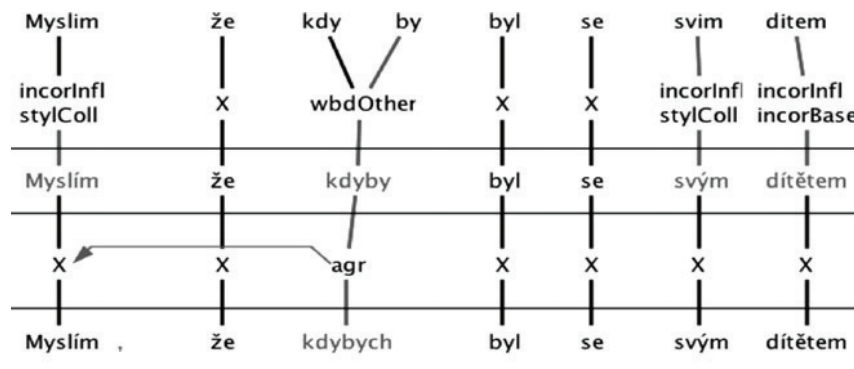 Myslim že kdy by byl se svim ditem
incorInfl incorInfl incorInfl
stylColl X wbdOther X X stylColl incorBase
Myslím že kdyby byl se svým dítětem
X X agr X X X X
Myslím , že kdybych byl se svým dítětem